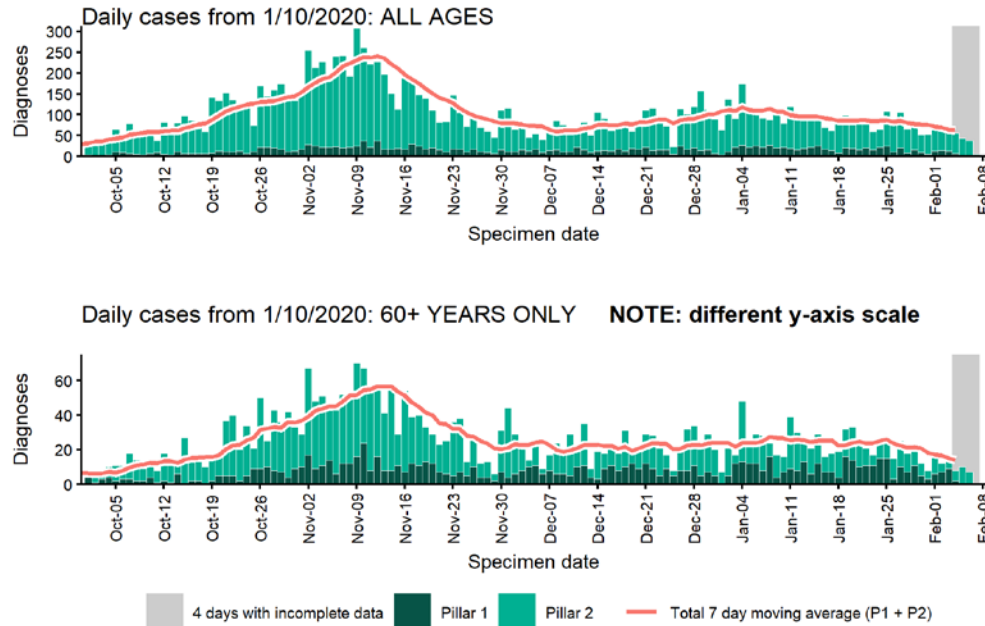 Daily cases from 1/10/2020: ALL AGES
300
250
200
150
100
50
0
Diagnoses
Oct-05
Oct-12
Oct-19
Oct-26
Nov-02
Nov-09
Nov-16
Nov-23
Nov-30
Dec-07
Dec-14
Dec-21
Dec-28
Jan-04
Jan-11
Jan-18
Jan-25
Feb-01
Feb-08
Specimen date
Daily cases from 1/10/2020: 60+ YEARS ONLY NOTE: different y-axis scale
60
40
20
0
Diagnoses
Oct-05
Oct-12
Oct-19
Oct-26
Nov-02
Nov-09
Nov-16
Nov-23
Nov-30
Dec-07
Dec-14
Dec-21
Dec-28
Jan-04
Jan-11
Jan-18
Jan-25
Feb-01
Feb-08
Specimen date
4 days with incomplete data Pillar 1 Pillar 2 Total 7 day moving average (P1 + P2)